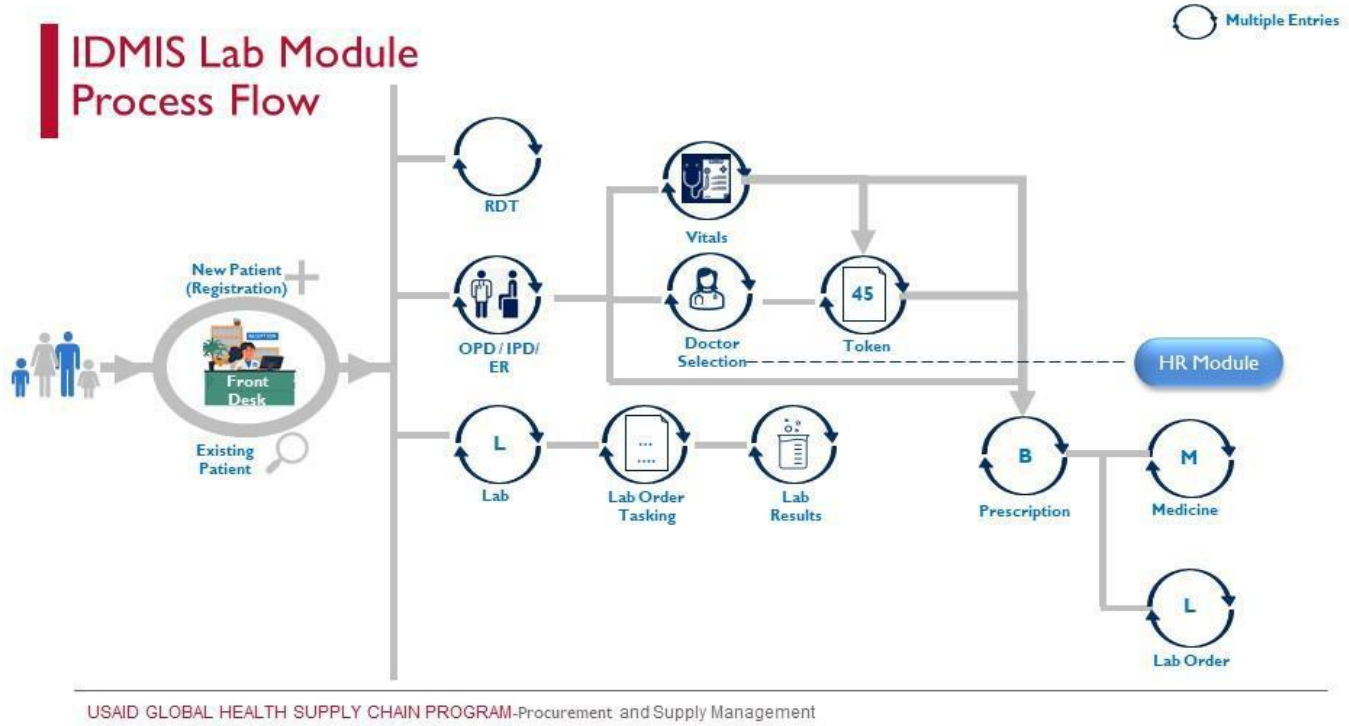 Multiple Entries
IDMIS Lab Module
Process Flow
RDT
Vitals
New Patient
(Registration)
RECEPTION
Front
Desk
Existing
Patient
OPD / IPD/
ER
Doctor
Selection
45
Token
HR Module
L
Lab
... 
....
Lab Order
Tasking
Lab
Results
B
Prescription
M
Medicine
L
Lab Order
USAID GLOBAL HEALTH SUPPLY CHAIN PROGRAM-Procurement and Supply Management